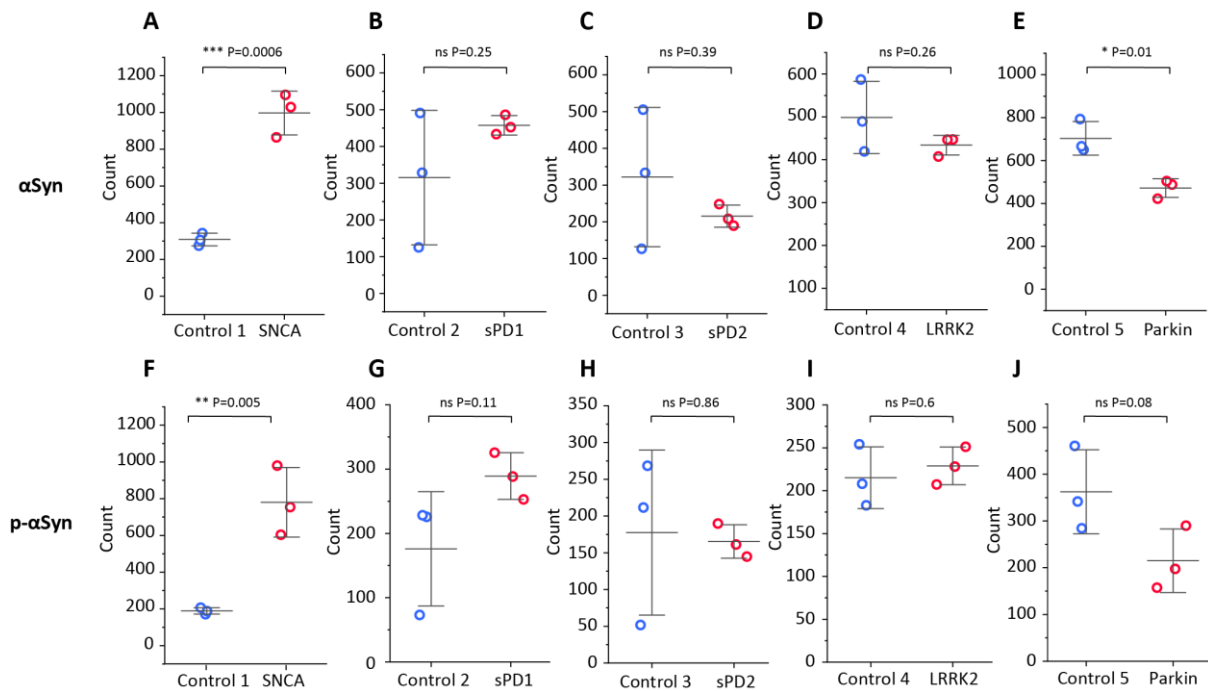 A B C D E
*** P=0.0006 ns P=0.25 ns P=0.39 ns P=0.26 * P=0.01
αSyn
Count
1200
1000
800
600
400
200
0
Control 1 SNCA
Count
600
500
400
300
200
100
0
Control 2 sPD1
Count
600
500
400
300
200
100
0
Control 3 sPD2
Count
600
500
400
300
200
100
Control 4 LRRK2
Count
1000
800
600
400
200
0
Control 5 Parkin
F G H I J
** P=0.005 ns P=0.11 ns P=0.86 ns P=0.6 ns P=0.08
p-αSyn
Count
1200
1000
800
600
400
200
0
Control 1 SNCA
Count
400
300
200
100
0
Control 2 sPD1
Count
350
300
250
200
150
100
50
0
Control 3 sPD2
Count
300
250
200
150
100
50
0
Control 4 LRRK2
Count
500
400
300
200
100
0
Control 5 Parkin